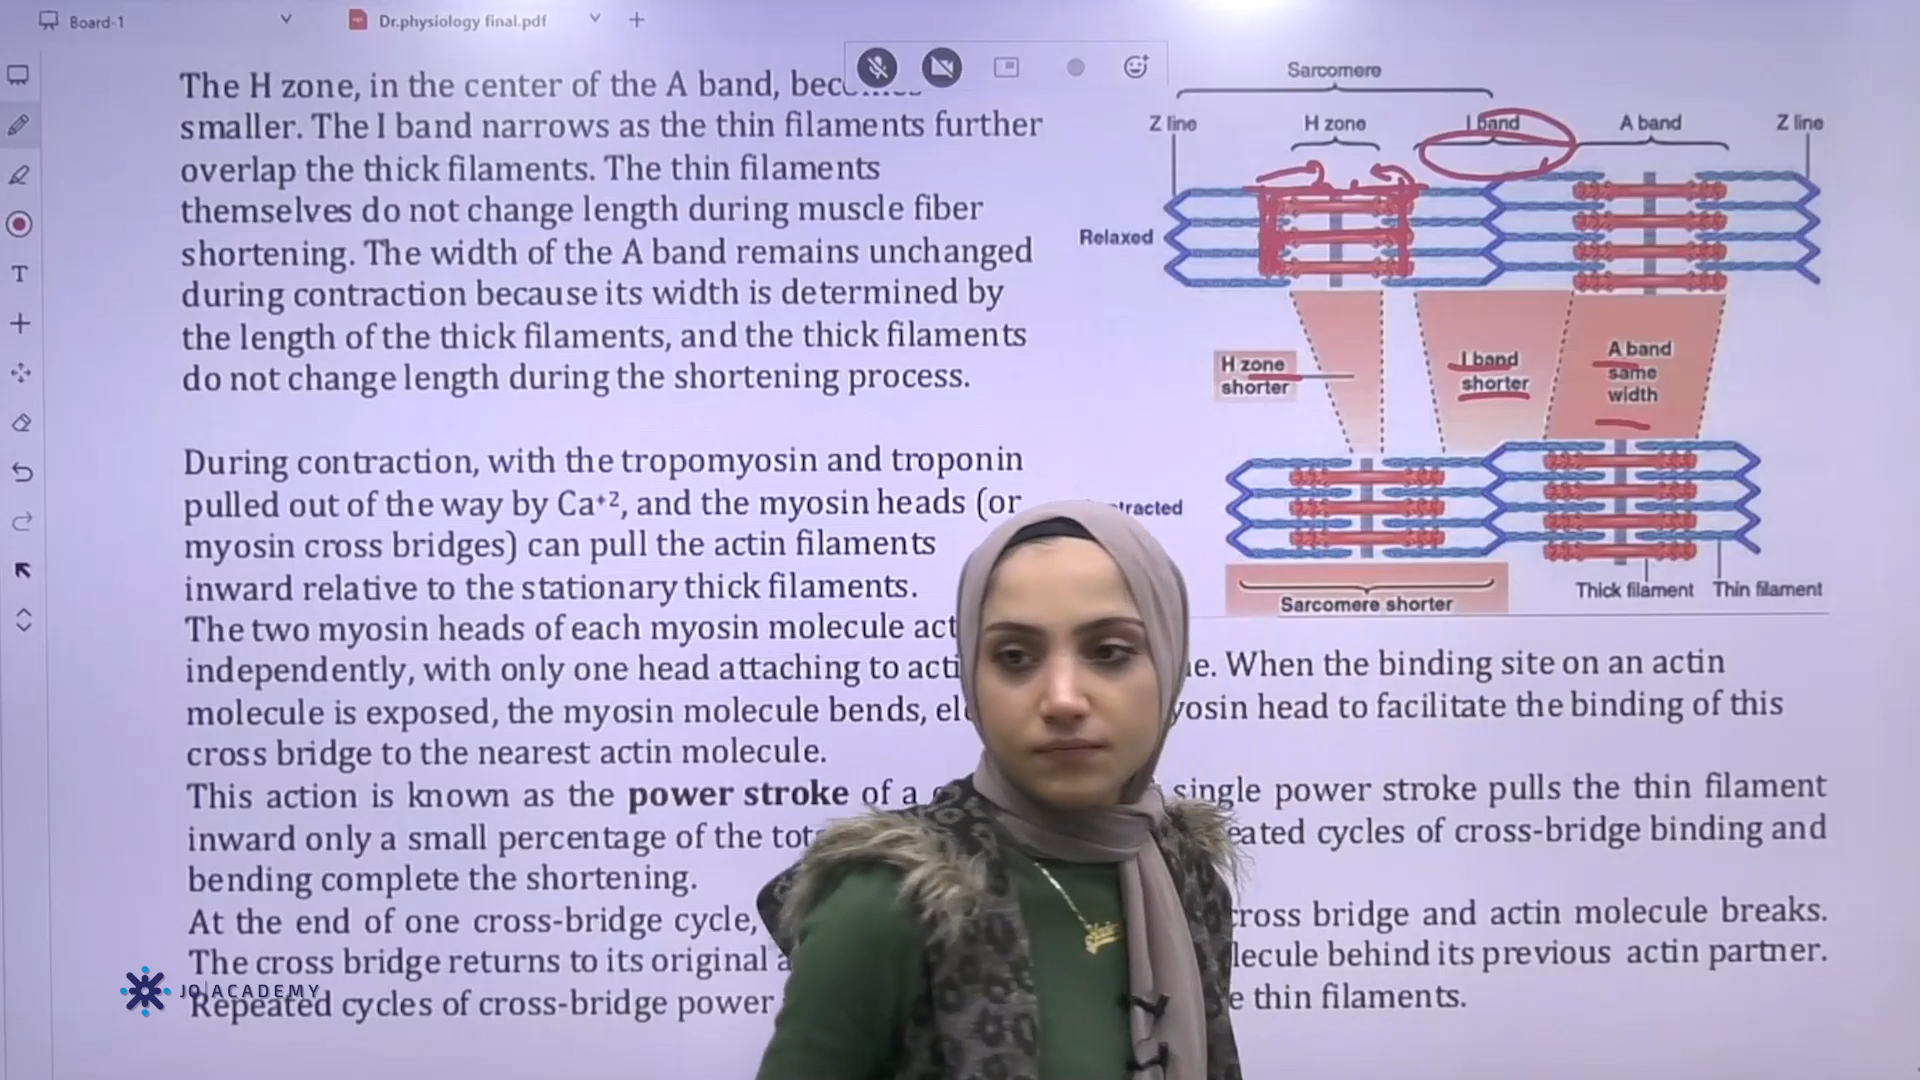 Board-1
Dr.physiology final.pdf
The H zone, in the center of the A band,
smaller. The I band narrows as the thin filaments further
overlap the thick filaments. The thin filaments
themselves do not change length during muscle fiber
shortening. The width of the A band remains unchanged
during contraction because its width is determined by
the length of the thick filaments, and the thick filaments
do not change length during the shortening process.
During contraction, with the tropomyosin and troponin
pulled out of the way by Ca⁺², and the myosin heads (or
myosin cross bridges) can pull the actin filaments
inward relative to the stationary thick filaments.
The two myosin heads of each myosin molecule act
independently, with only one head attaching to When the binding site on an actin
molecule is exposed, the myosin molecule bends, head to facilitate the binding of this
cross bridge to the nearest actin molecule.
This action is known as the power stroke of a single power stroke pulls the thin filament
inward only a small percentage of the cycles of cross-bridge binding and
bending complete the shortening.
At the end of one cross-bridge cycle, cross bridge and actin molecule breaks.
The cross bridge returns to its original behind its previous actin partner.
Repeated cycles of cross-bridge power thin filaments.
Sarcomere
Z line H zone I band A band Z line
Relaxed
H zone
shorter
I band
shorter
A band
same
width
Thick filament Thin filament
Sarcomere shorter
JO ACADEMY
T